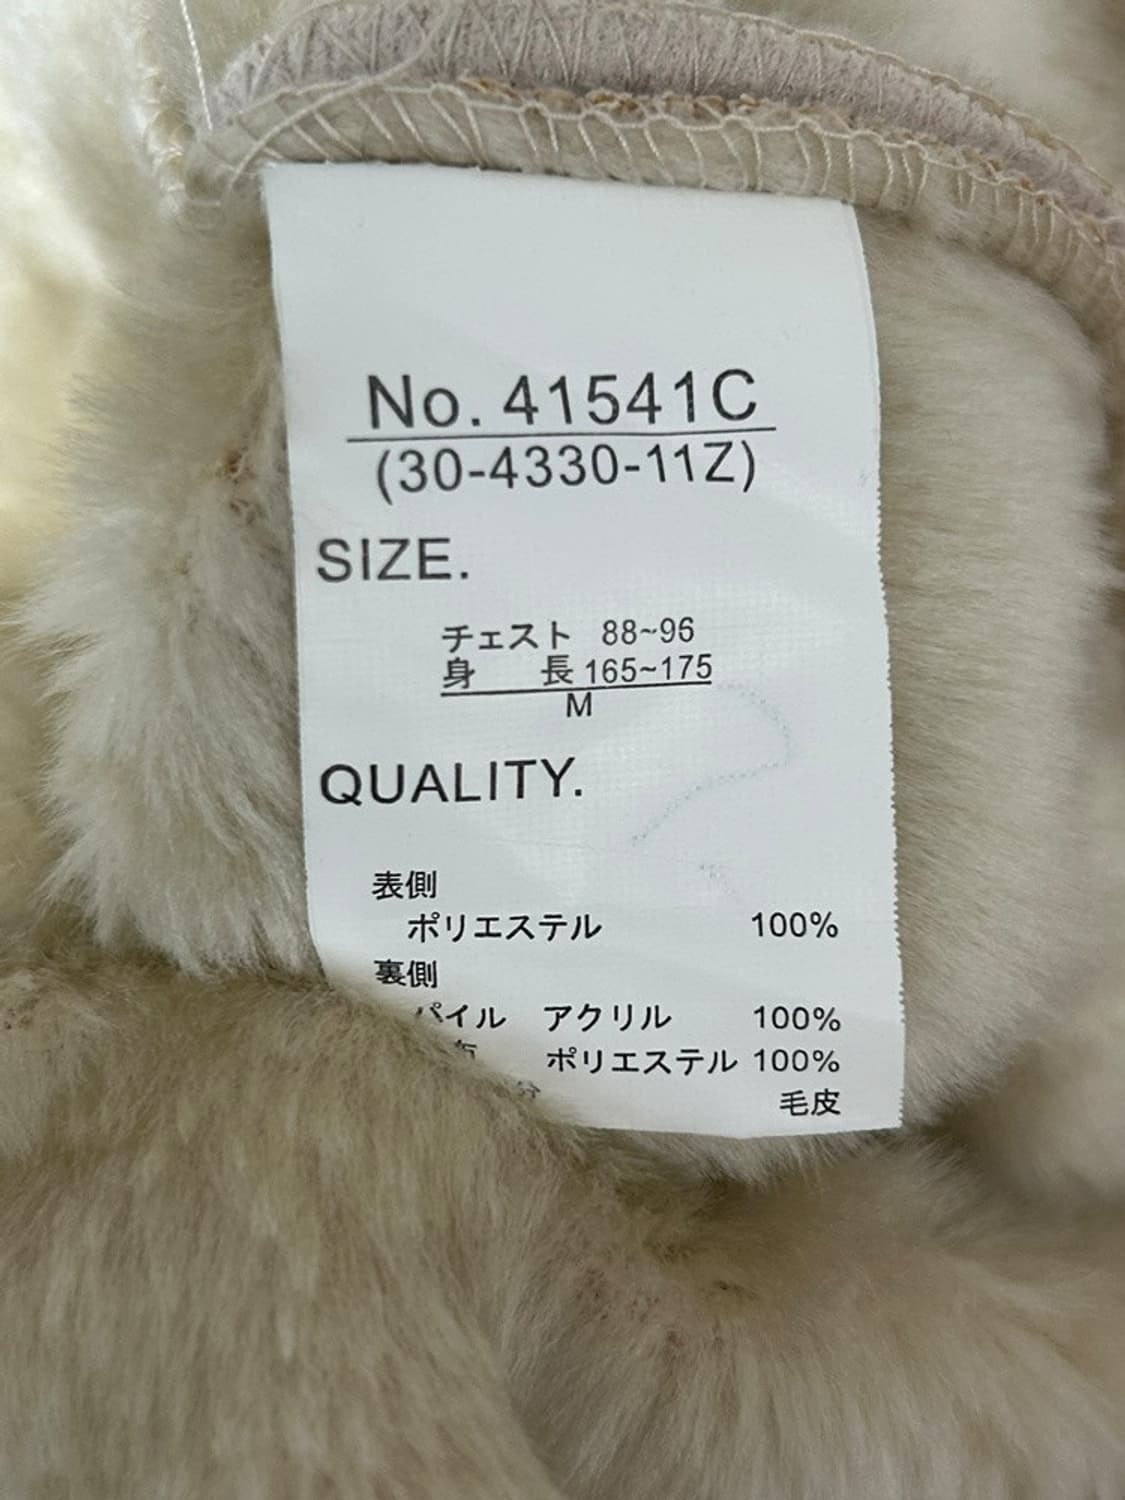 No. 41541C
(30-4330-11Z)
SIZE.
チェスト 88~96
身 長 165~175
M
QUALITY.
表側
ポリエステル 100%
裏側
パイル アクリル 100%
布 ポリエステル 100%
分 毛皮